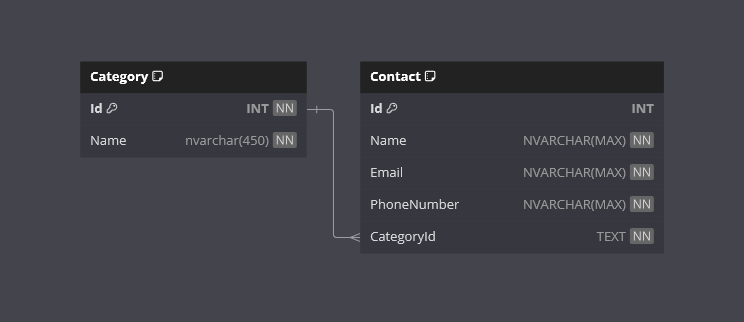 Category
Id INT NN
Name nvarchar(450) NN
Contact
Id INT
Name NVARCHAR(MAX) NN
Email NVARCHAR(MAX) NN
PhoneNumber NVARCHAR(MAX) NN
CategoryId TEXT NN